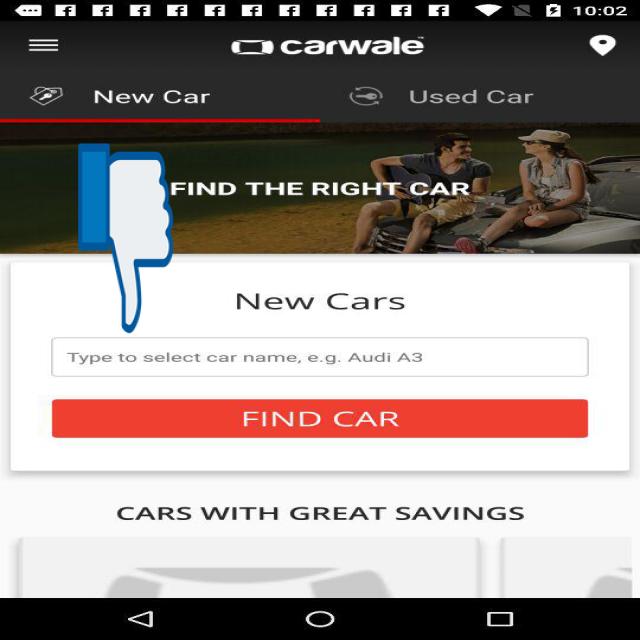 10:02
carwale
New Car
Used Car
FIND THE RIGHT CAR
New Cars
Type to select car name, e.g. Audi A3
FIND CAR
CARS WITH GREAT SAVINGS